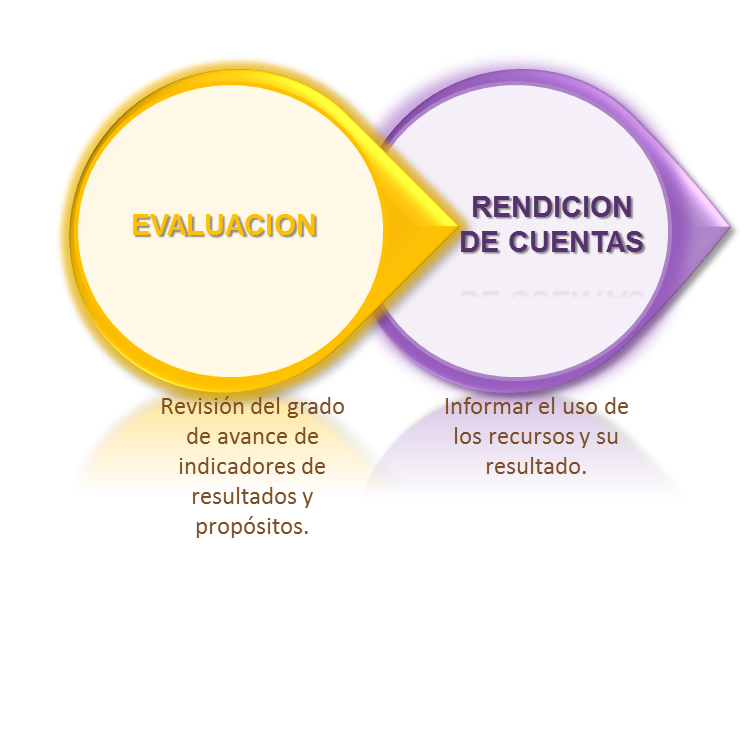 EVALUACION
RENDICION
DE CUENTAS
Revisión del grado
de avance de
indicadores de
resultados y
propósitos.
Informar el uso de
los recursos y su
resultado.